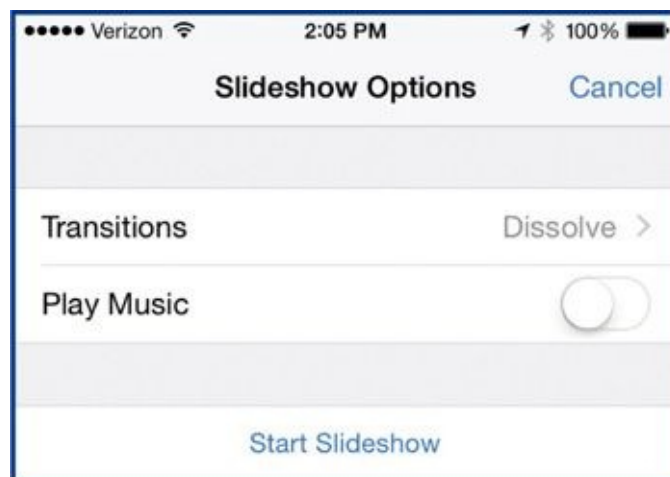 Verizon 2:05 PM 100%
Slideshow Options Cancel
Transitions Dissolve
Play Music
Start Slideshow